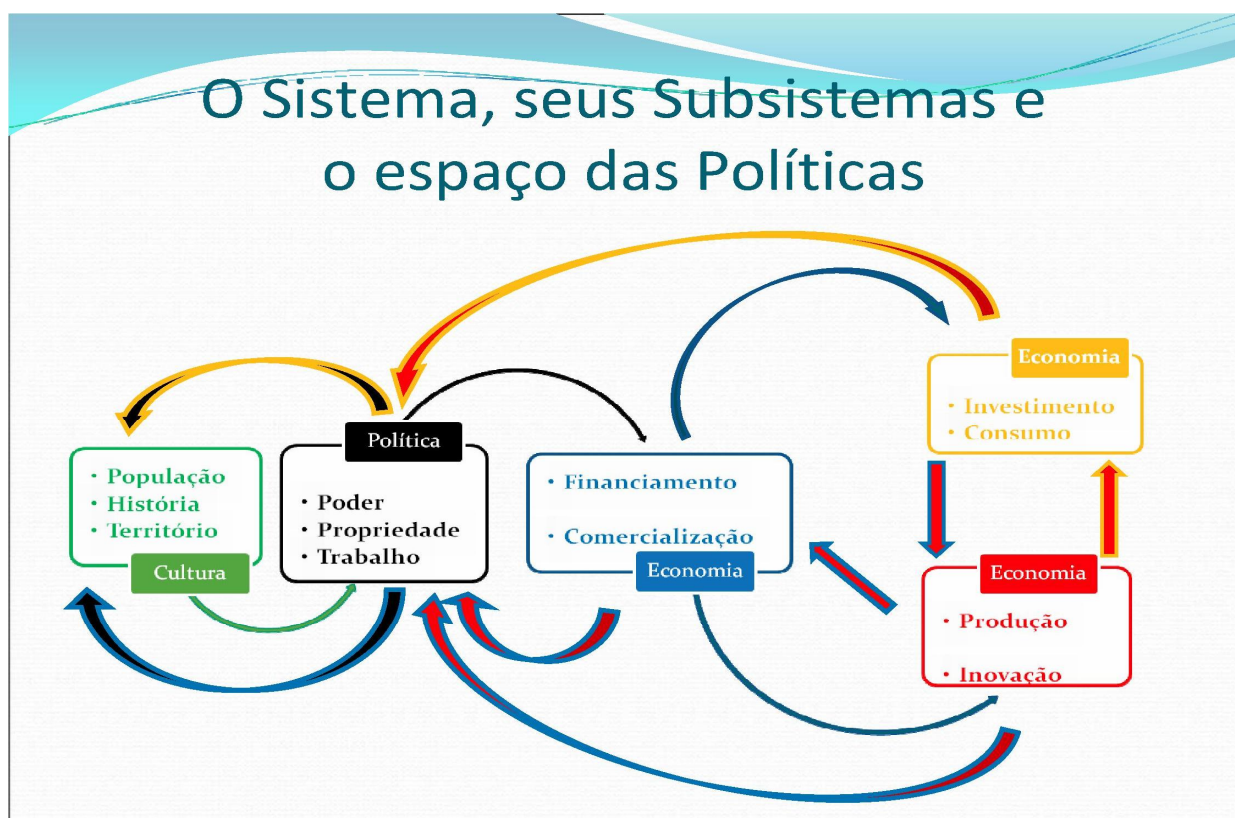 O Sistema, seus Subsistemas e
o espaço das Políticas
• População
• História
• Território
Cultura
Política
• Poder
• Propriedade
• Trabalho
• Financiamento
• Comercialização
Economia
Economia
• Investimento
• Consumo
Economia
• Produção
• Inovação